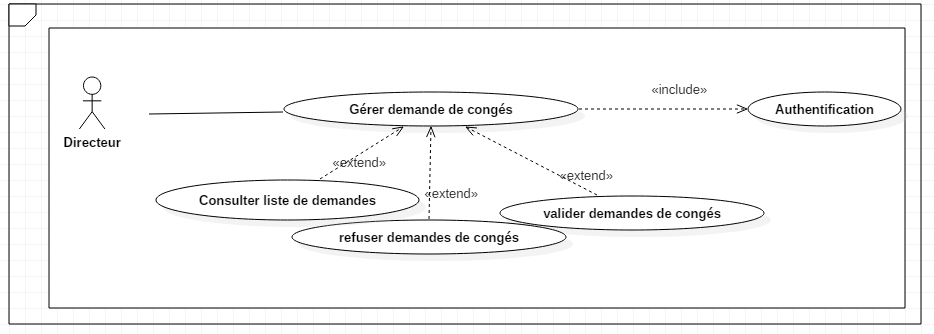 «include»
Gérer demande de congés
Authentification
Directeur
«extend»
«extend»
«extend»
Consulter liste de demandes
valider demandes de congés
refuser demandes de congés